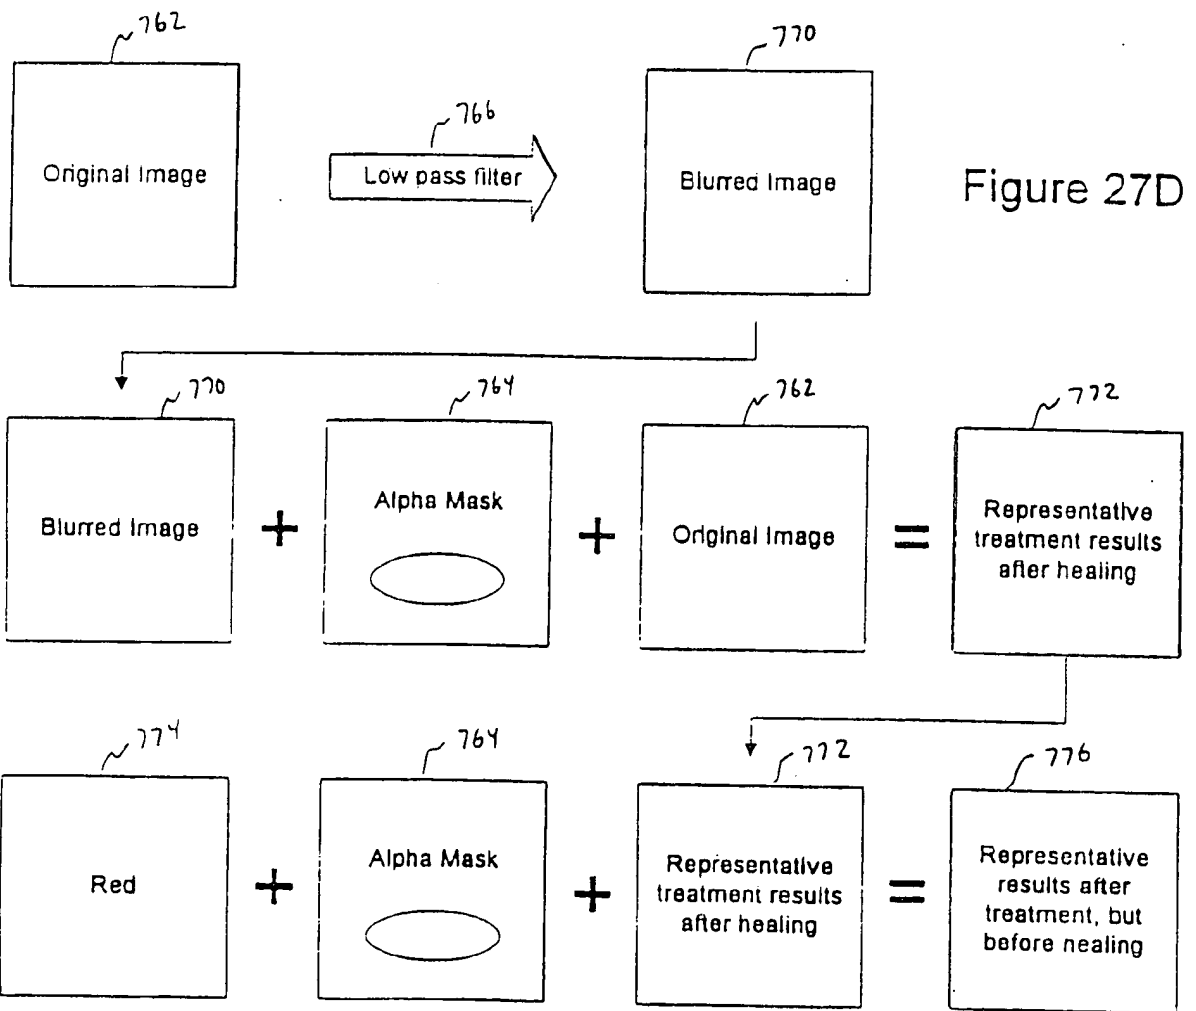 762
770
766
Original Image
Low pass filter
Blurred Image
Figure 27D
770
764
762
772
Blurred Image
+
Alpha Mask
+
Original Image
=
Representative
treatment results
after healing
774
764
772
776
Red
+
Alpha Mask
+
Representative
treatment results
after healing
=
Representative
results after
treatment, but
before nealing